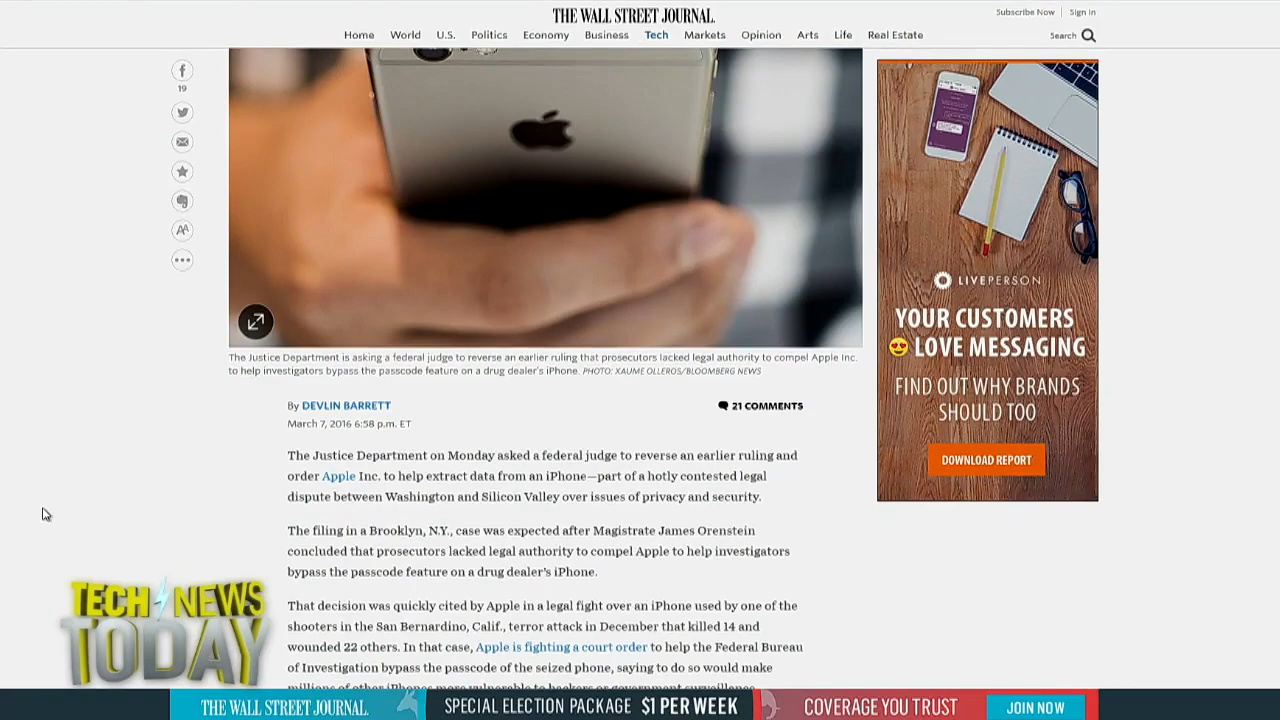 THE WALL STREET JOURNAL.
Subscribe Now | Sign In
Home World U.S. Politics Economy Business Tech Markets Opinion Arts Life Real Estate
Search
19
The Justice Department is asking a federal judge to reverse an earlier ruling that prosecutors lacked legal authority to compel Apple Inc.
to help investigators bypass the passcode feature on a drug dealer's iPhone. PHOTO: XAUME OLLEROS/BLOOMBERG NEWS
By DEVLIN BARRETT
21 COMMENTS
March 7, 2016 6:58 p.m. ET
The Justice Department on Monday asked a federal judge to reverse an earlier ruling and
order Apple Inc. to help extract data from an iPhone—part of a hotly contested legal
dispute between Washington and Silicon Valley over issues of privacy and security.
The filing in a Brooklyn, N.Y., case was expected after Magistrate James Orenstein
concluded that prosecutors lacked legal authority to compel Apple to help investigators
bypass the passcode feature on a drug dealer's iPhone.
That decision was quickly cited by Apple in a legal fight over an iPhone used by one of the
shooters in the San Bernardino, Calif., terror attack in December that killed 14 and
wounded 22 others. In that case, Apple is fighting a court order to help the Federal Bureau
of Investigation bypass the passcode of the seized phone, saying to do so would make
millions of other iPhones more vulnerable to hackers or government surveillance.
LIVEPERSON
YOUR CUSTOMERS
LOVE MESSAGING
FIND OUT WHY BRANDS
SHOULD TOO
DOWNLOAD REPORT
TECH NEWS
TODAY
THE WALL STREET JOURNAL.
SPECIAL ELECTION PACKAGE $1 PER WEEK
COVERAGE YOU TRUST
JOIN NOW